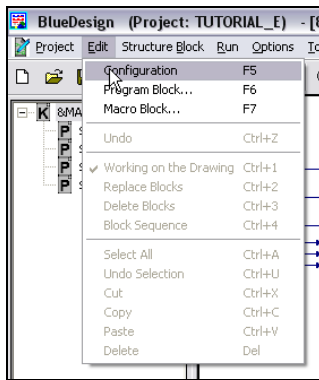 BlueDesign (Project: TUTORIAL_E) - [
Project Edit Structure Block Run Options
K &MA
P
P
P
P
Configuration F5
Program Block... F6
Macro Block... F7
Undo Ctrl+Z
Working on the Drawing Ctrl+1
Replace Blocks Ctrl+2
Delete Blocks Ctrl+3
Block Sequence Ctrl+4
Select All Ctrl+A
Undo Selection Ctrl+U
Cut Ctrl+X
Copy Ctrl+C
Paste Ctrl+V
Delete Del